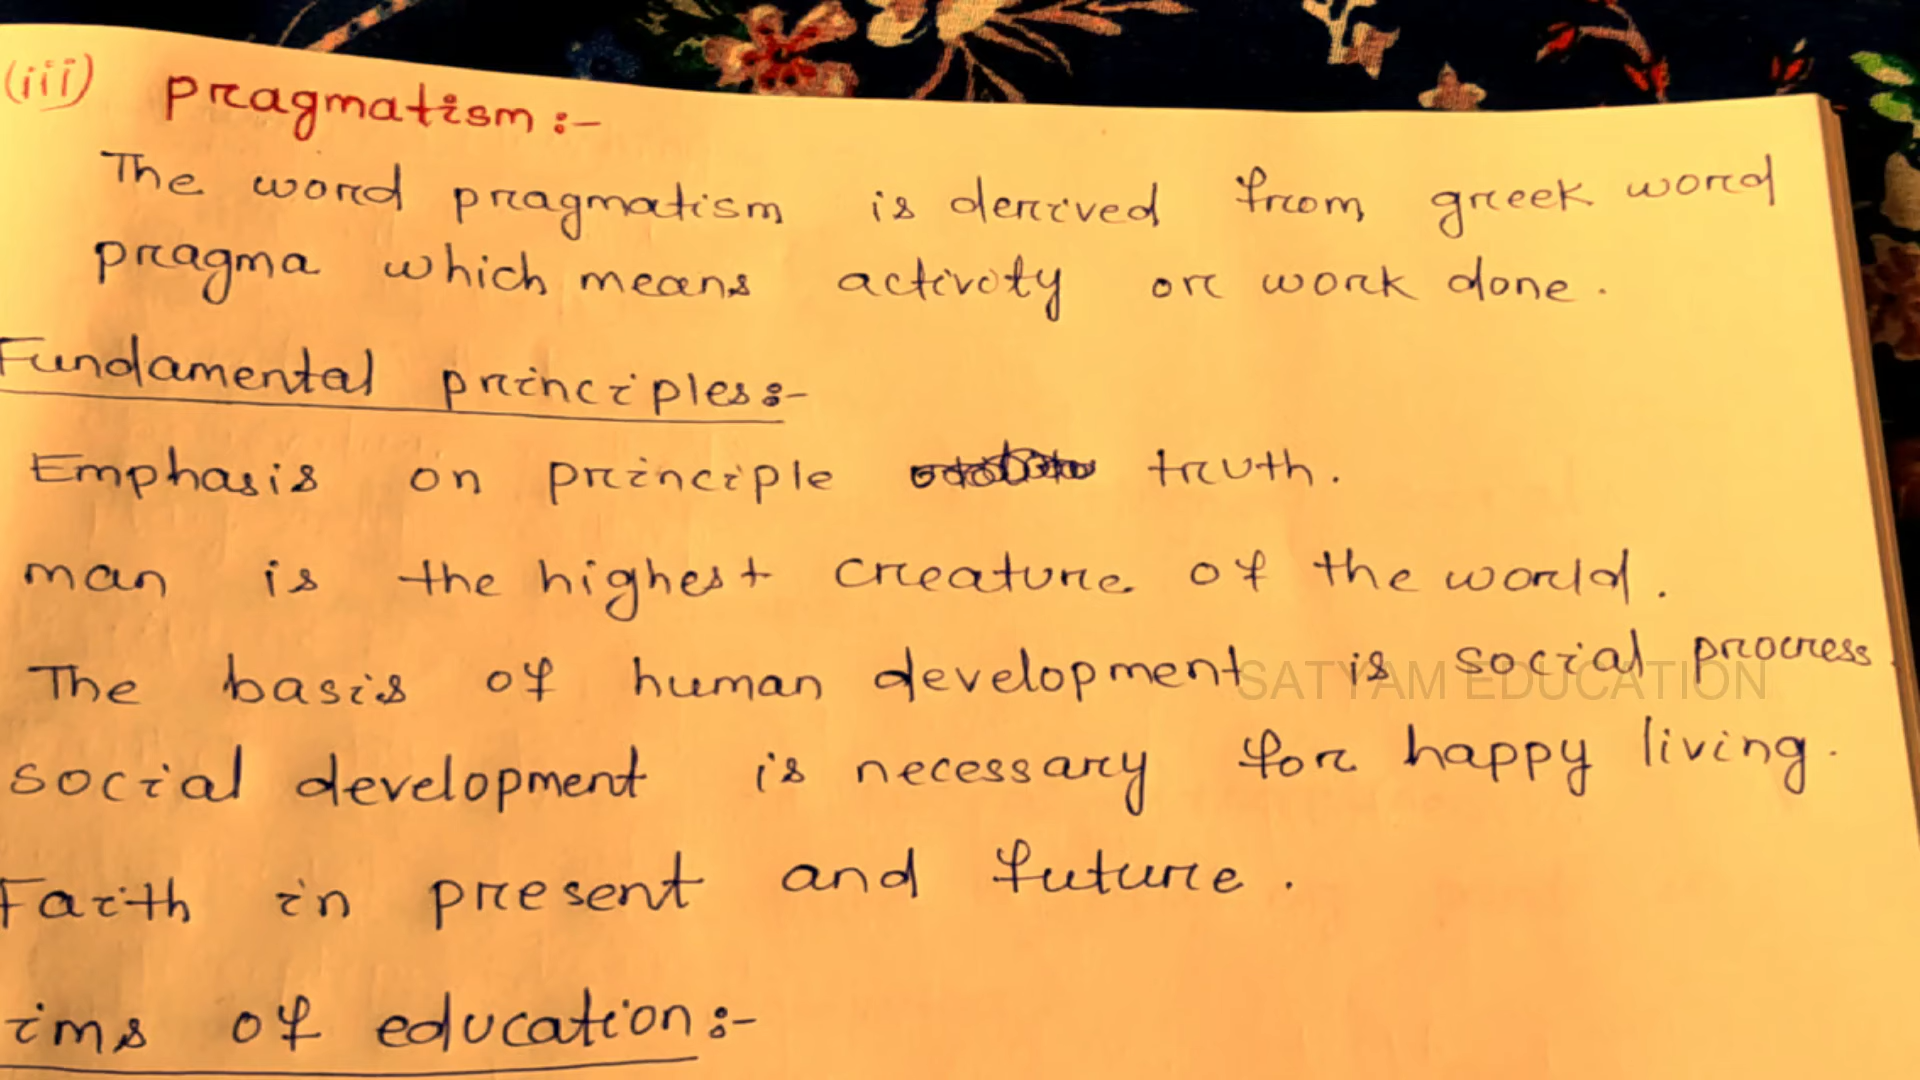 (iii) pragmatism :-
The word pragmatism is derived from greek word
pragma which means activity or work done.
Fundamental principles :-
Emphasis on principle truth.
man is the highest creature of the world.
The basis of human development is social process.
SATYAM EDUCATION
social development is necessary for happy living.
Faith in present and future.
ims of education :-